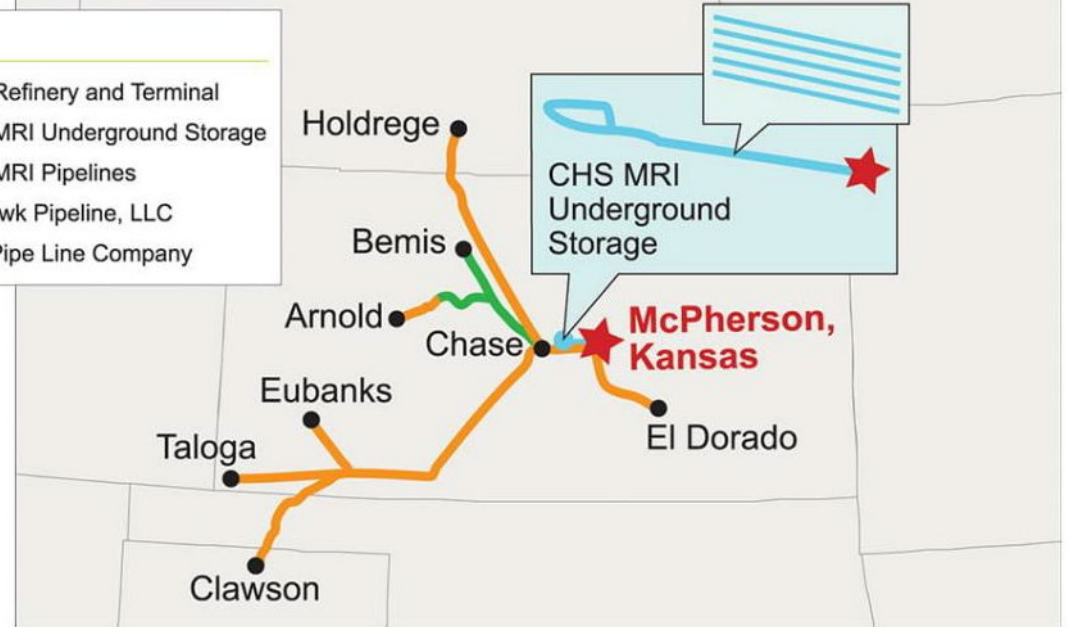 Refinery and Terminal
MRI Underground Storage
MRI Pipelines
wk Pipeline, LLC
Pipe Line Company
Holdrege
CHS MRI
Underground
Storage
Bemis
Arnold
Chase
McPherson,
Kansas
Eubanks
El Dorado
Taloga
Clawson